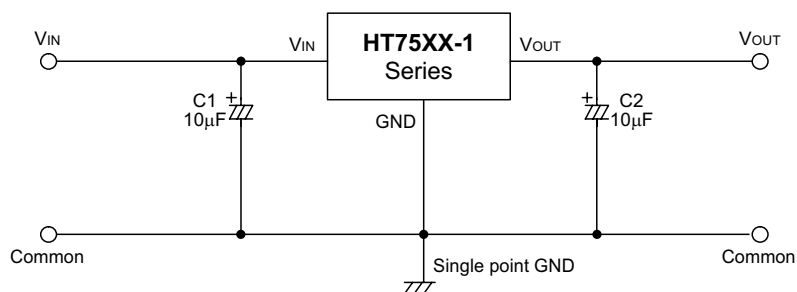 VIN
VIN
HT75XX-1
Series
VOUT
VOUT
+
C1
10μF
GND
+
C2
10μF
Common
Single point GND
Common